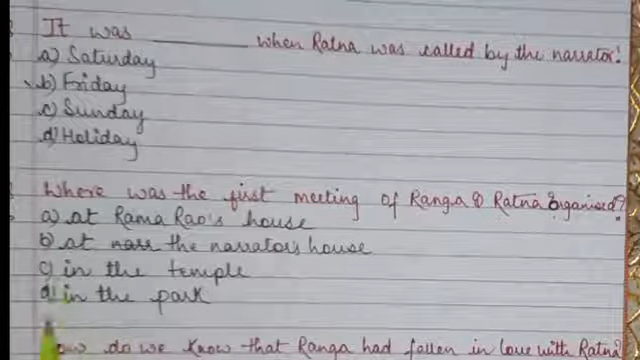 It was ________ when Ratna was called by the narrator!
a) Saturday
b) Friday
c) Sunday
d) Holiday
Where was the first meeting of Ranga & Ratna organised?
a) at Rama Rao's house
b) at the narrators house
c) in the temple
d) in the park
do we know that Ranga had fallen in love with Ratna?